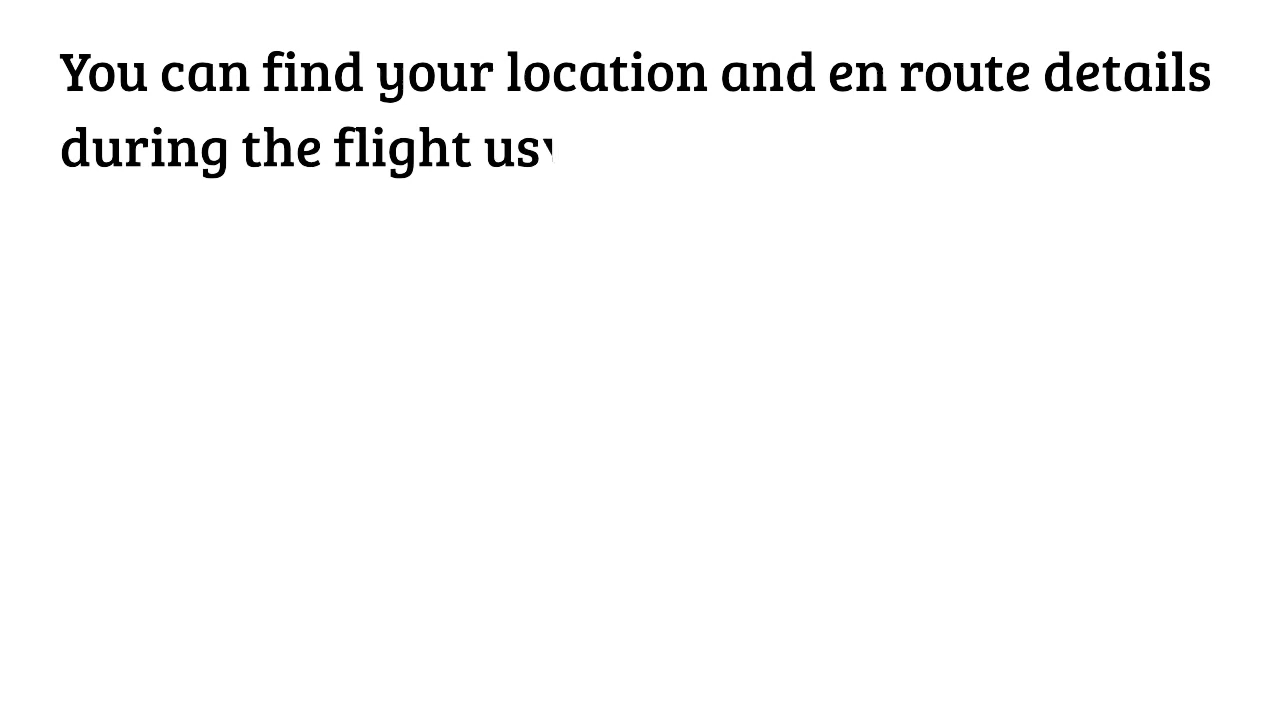 You can find your location and en route details
during the flight